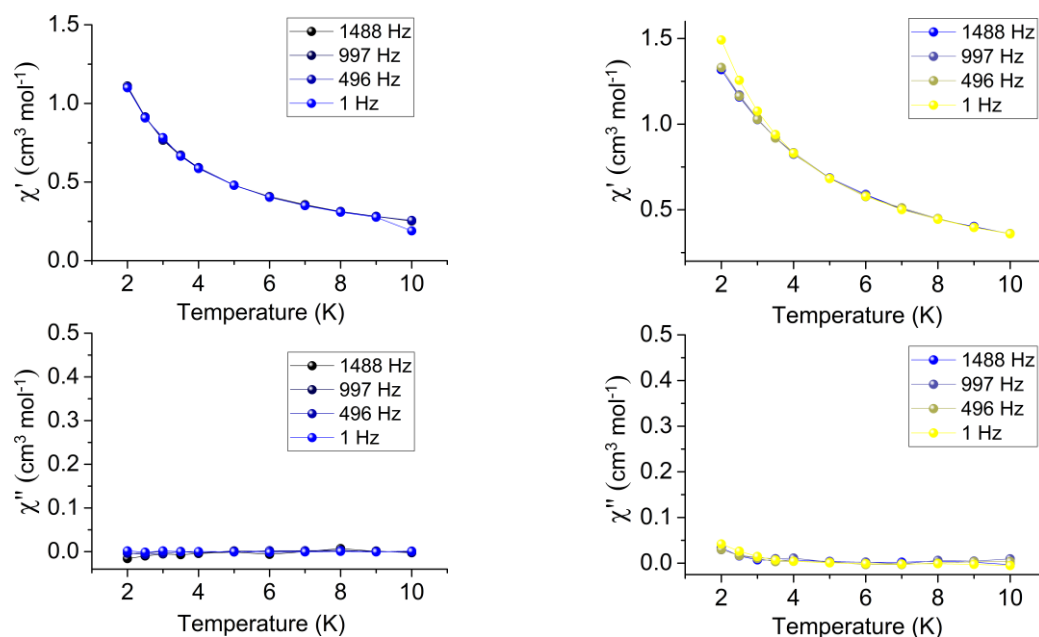 1.5
1.0
0.5
0.0
χ' (cm³ mol⁻¹)
1488 Hz
997 Hz
496 Hz
1 Hz
2 4 6 8 10
Temperature (K)
1.5
1.0
0.5
χ' (cm³ mol⁻¹)
1488 Hz
997 Hz
496 Hz
1 Hz
2 4 6 8 10
Temperature (K)
0.5
0.4
0.3
0.2
0.1
0.0
χ" (cm³ mol⁻¹)
1488 Hz
997 Hz
496 Hz
1 Hz
2 4 6 8 10
Temperature (K)
0.5
0.4
0.3
0.2
0.1
0.0
χ" (cm³ mol⁻¹)
1488 Hz
997 Hz
496 Hz
1 Hz
2 4 6 8 10
Temperature (K)